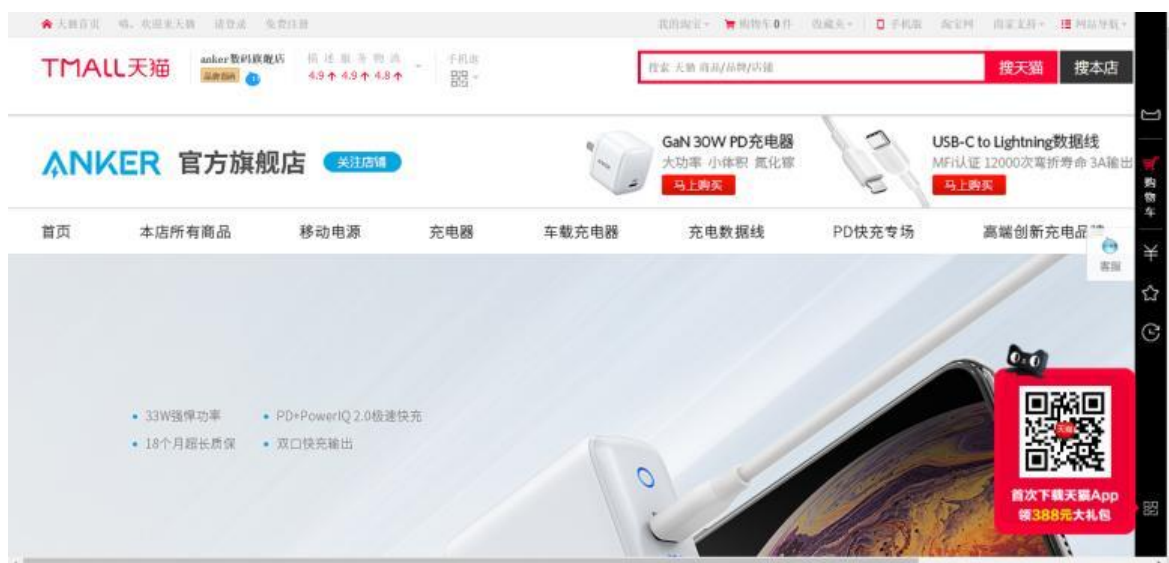 天猫首页 喵，欢迎来天猫 请登录 免费注册 我的淘宝 购物车0件 收藏夹 手机版 淘宝网 商家支持 网站导航
TMALL天猫
anker数码旗舰店
描述 服务 物流
4.9 4.9 4.8
搜索 天猫 商品/品牌/店铺
搜天猫
搜本店
ANKER 官方旗舰店
关注店铺
GaN 30W PD充电器
大功率 小体积 氮化镓
马上购买
USB-C to Lightning数据线
MFi认证 12000次弯折寿命 3A输出
马上购买
首页 本店所有商品 移动电源 充电器 车载充电器 充电数据线 PD快充专场 高端创新充电品
购物车
客服
33W强悍功率 PD+PowerIQ 2.0极速快充
18个月超长质保 双口快充输出
天猫
首次下载天猫App
领388元大礼包